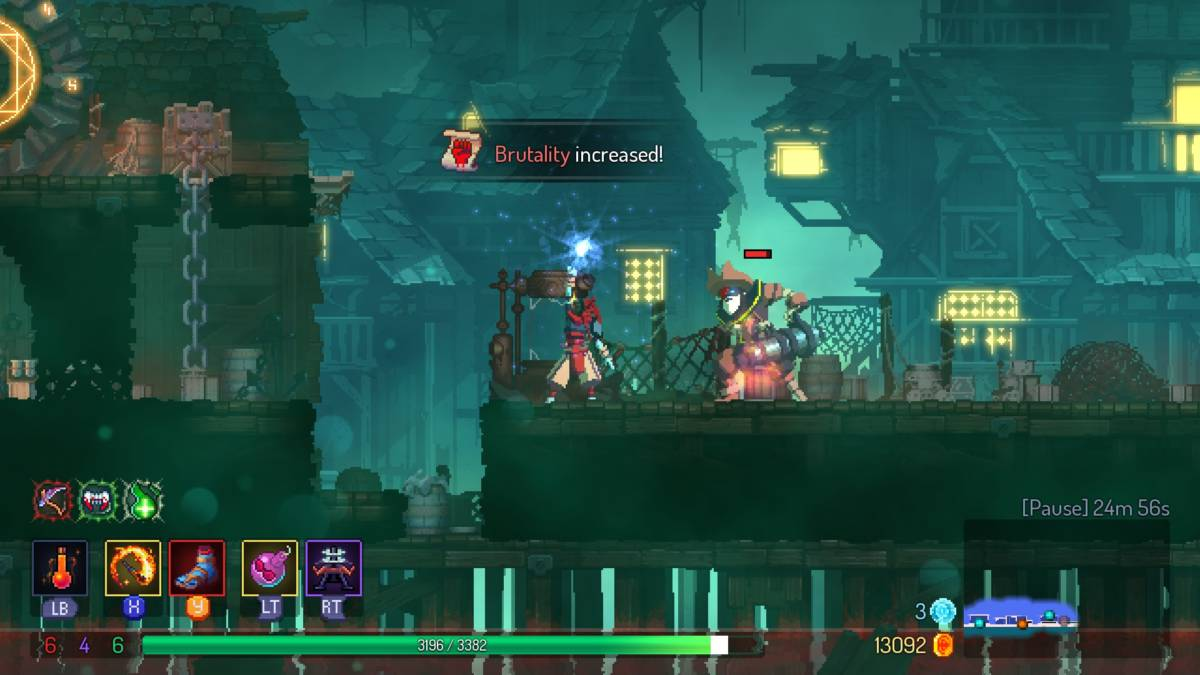 Brutality increased!
[Pause] 24m 56s
LB
X
Y
LT
RT
3
6 4 6
3196 / 3382
13092